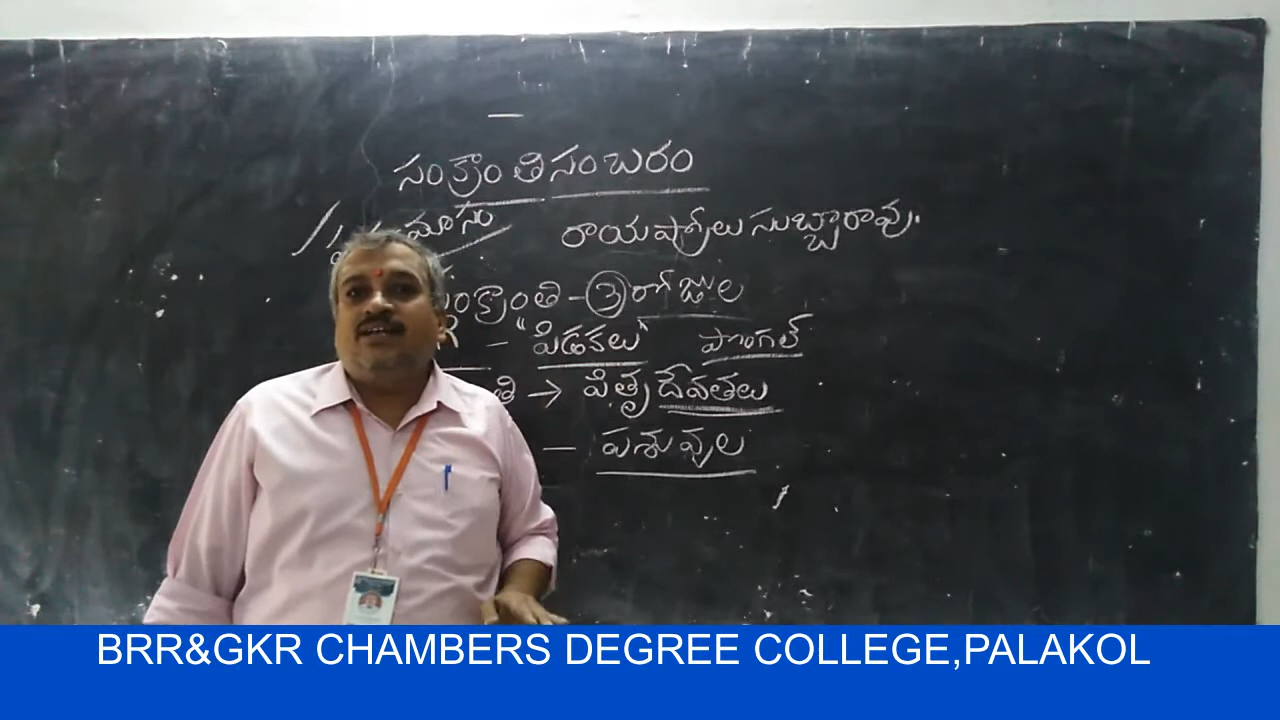 సంక్రాంతి సంబరం
మాసం రాయప్రోలు సుబ్బారావు.
సంక్రాంతి - ③ రోజుల
- "పిడకలు" పొంగల్
తి → పితృ దేవతలు
- పశువుల
BRR&GKR CHAMBERS DEGREE COLLEGE,PALAKOL